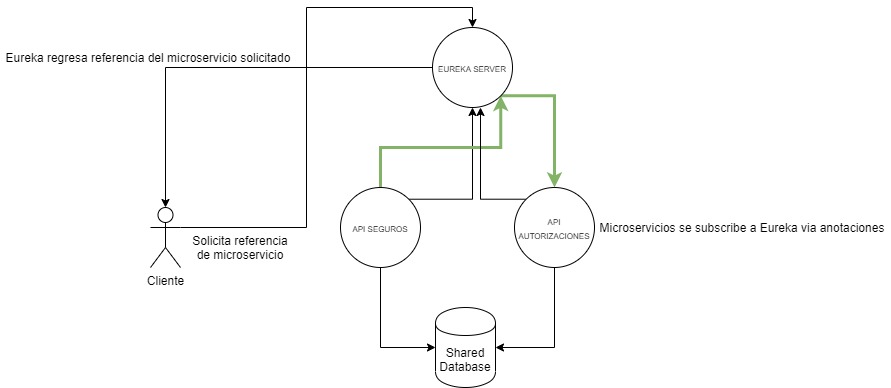 Eureka regresa referencia del microservicio solicitado
EUREKA SERVER
API SEGUROS
API
AUTORIZACIONES
Microservicios se subscribe a Eureka via anotaciones
Solicita referencia
de microservicio
Cliente
Shared
Database